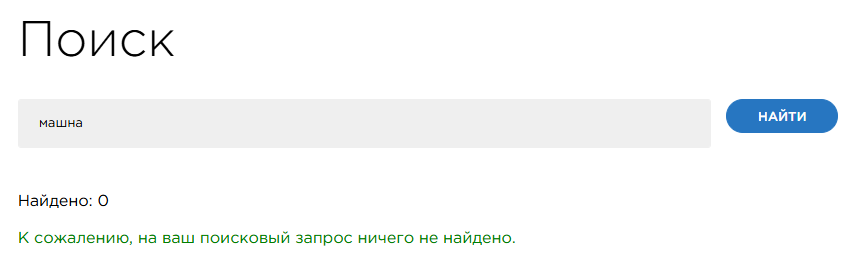 Поиск
машна
НАЙТИ
Найдено: 0
К сожалению, на ваш поисковый запрос ничего не найдено.